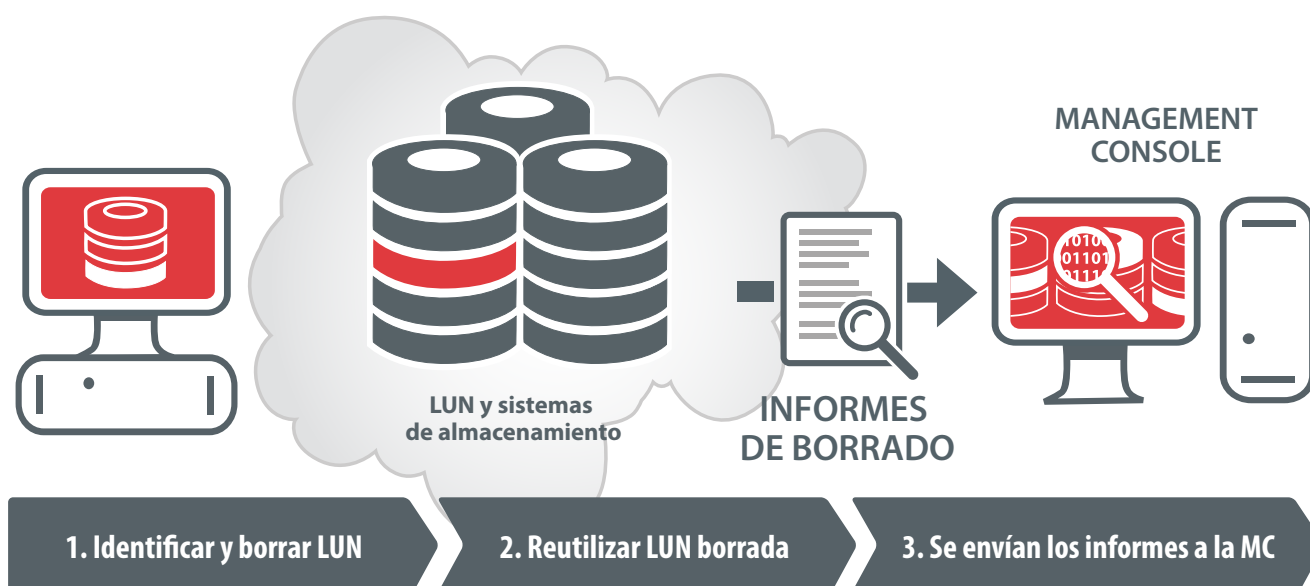 MANAGEMENT
CONSOLE
LUN y sistemas
de almacenamiento
INFORMES
DE BORRADO
1. Identificar y borrar LUN
2. Reutilizar LUN borrada
3. Se envían los informes a la MC